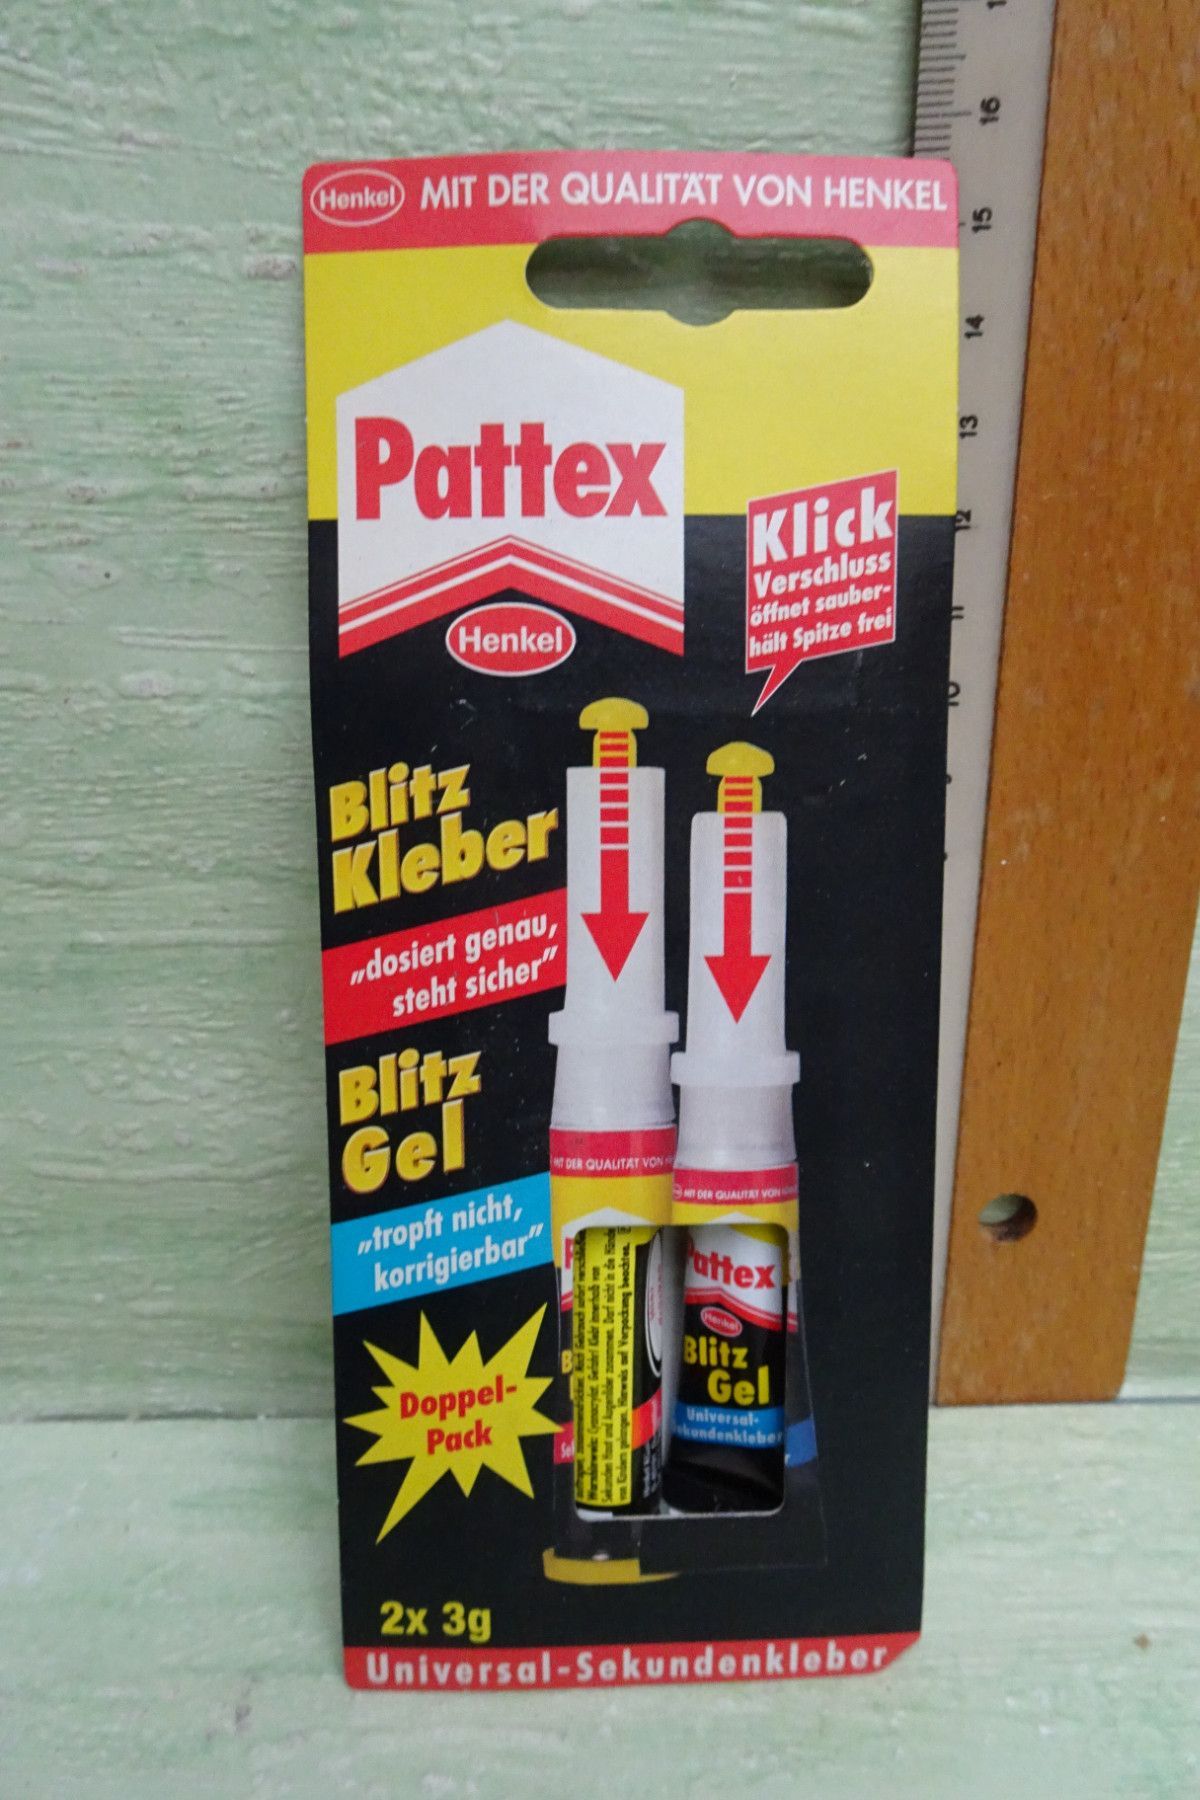 Henkel MIT DER QUALITÄT VON HENKEL
Pattex
Henkel
Klick
Verschluss
öffnet sauber-
hält Spitze frei
Blitz
Kleber
„dosiert genau,
steht sicher”
Blitz
Gel
„tropft nicht,
korrigierbar”
Doppel-
Pack
MIT DER QUALITÄT VON
MIT DER QUALITÄT VON
Pattex
Henkel
Blitz
Gel
Universal-
Sekundenkleber
2x 3g
Universal-Sekundenkleber
16
15
14
13
12
11
10